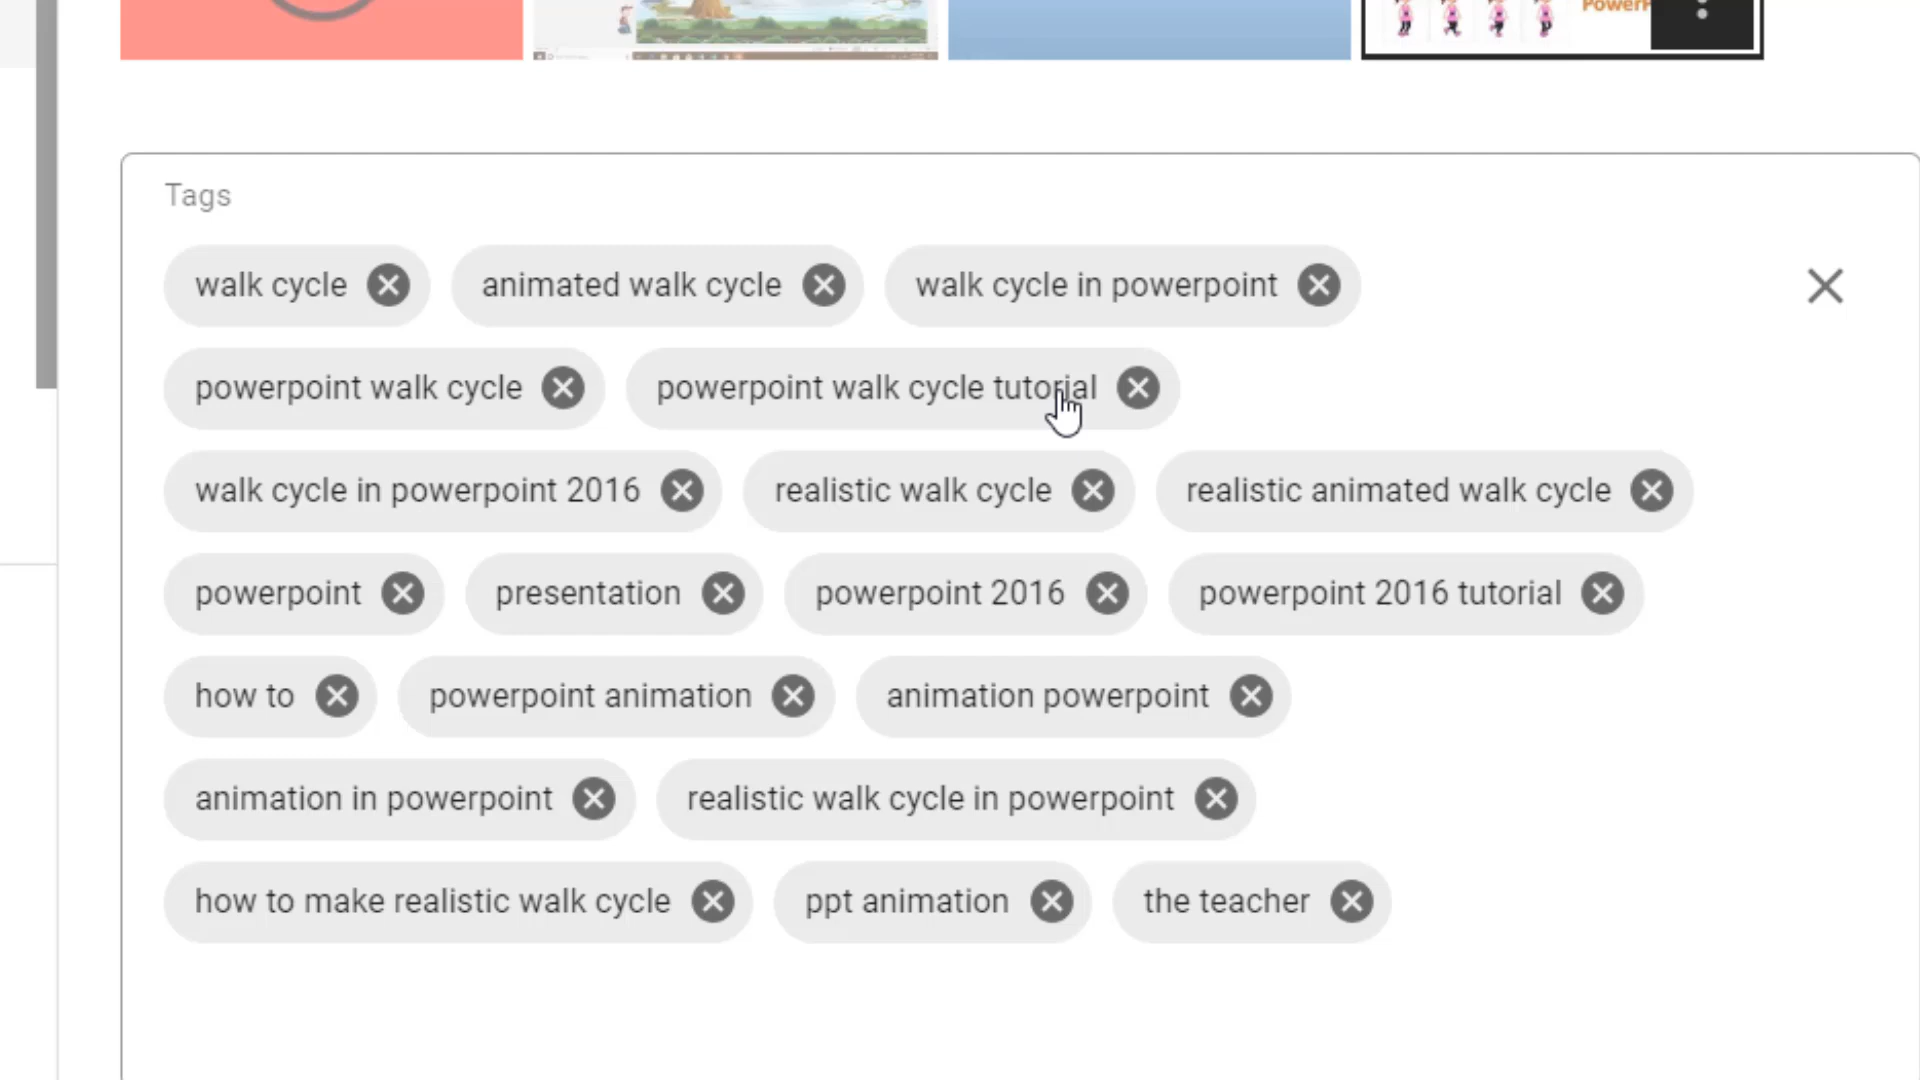 Tags
walk cycle animated walk cycle walk cycle in powerpoint
powerpoint walk cycle powerpoint walk cycle tutorial
walk cycle in powerpoint 2016 realistic walk cycle realistic animated walk cycle
powerpoint presentation powerpoint 2016 powerpoint 2016 tutorial
how to powerpoint animation animation powerpoint
animation in powerpoint realistic walk cycle in powerpoint
how to make realistic walk cycle ppt animation the teacher